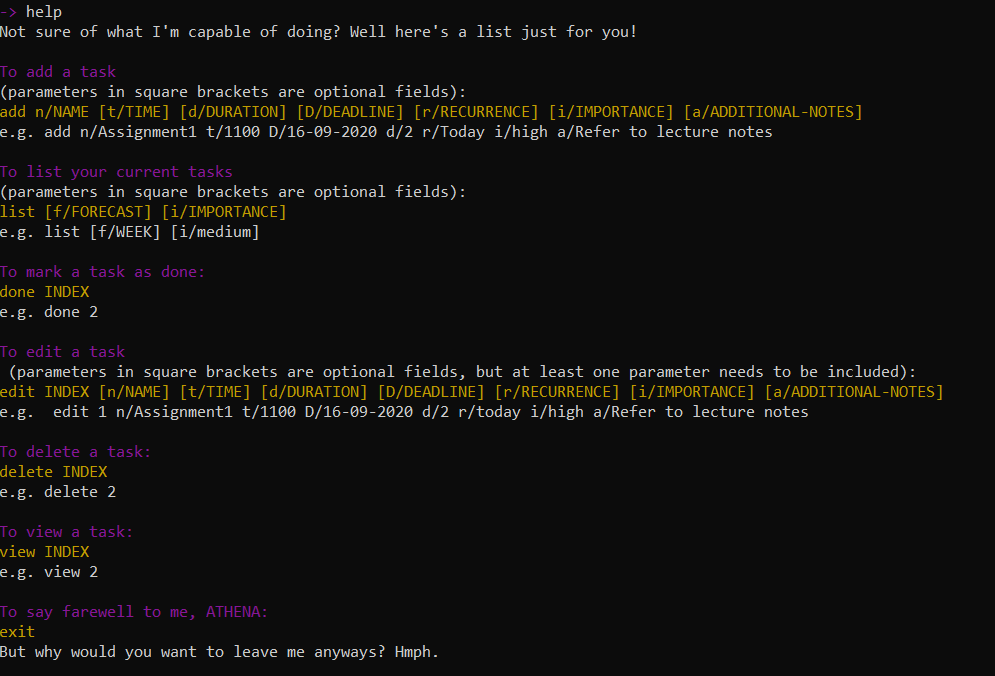 -> help
Not sure of what I'm capable of doing? Well here's a list just for you!
To add a task
(parameters in square brackets are optional fields):
add n/NAME [t/TIME] [d/DURATION] [D/DEADLINE] [r/RECURRENCE] [i/IMPORTANCE] [a/ADDITIONAL-NOTES]
e.g. add n/Assignment1 t/1100 D/16-09-2020 d/2 r/Today i/high a/Refer to lecture notes
To list your current tasks
(parameters in square brackets are optional fields):
list [f/FORECAST] [i/IMPORTANCE]
e.g. list [f/WEEK] [i/medium]
To mark a task as done:
done INDEX
e.g. done 2
To edit a task
(parameters in square brackets are optional fields, but at least one parameter needs to be included):
edit INDEX [n/NAME] [t/TIME] [d/DURATION] [D/DEADLINE] [r/RECURRENCE] [i/IMPORTANCE] [a/ADDITIONAL-NOTES]
e.g.  edit 1 n/Assignment1 t/1100 D/16-09-2020 d/2 r/today i/high a/Refer to lecture notes
To delete a task:
delete INDEX
e.g. delete 2
To view a task:
view INDEX
e.g. view 2
To say farewell to me, ATHENA:
exit
But why would you want to leave me anyways? Hmph.